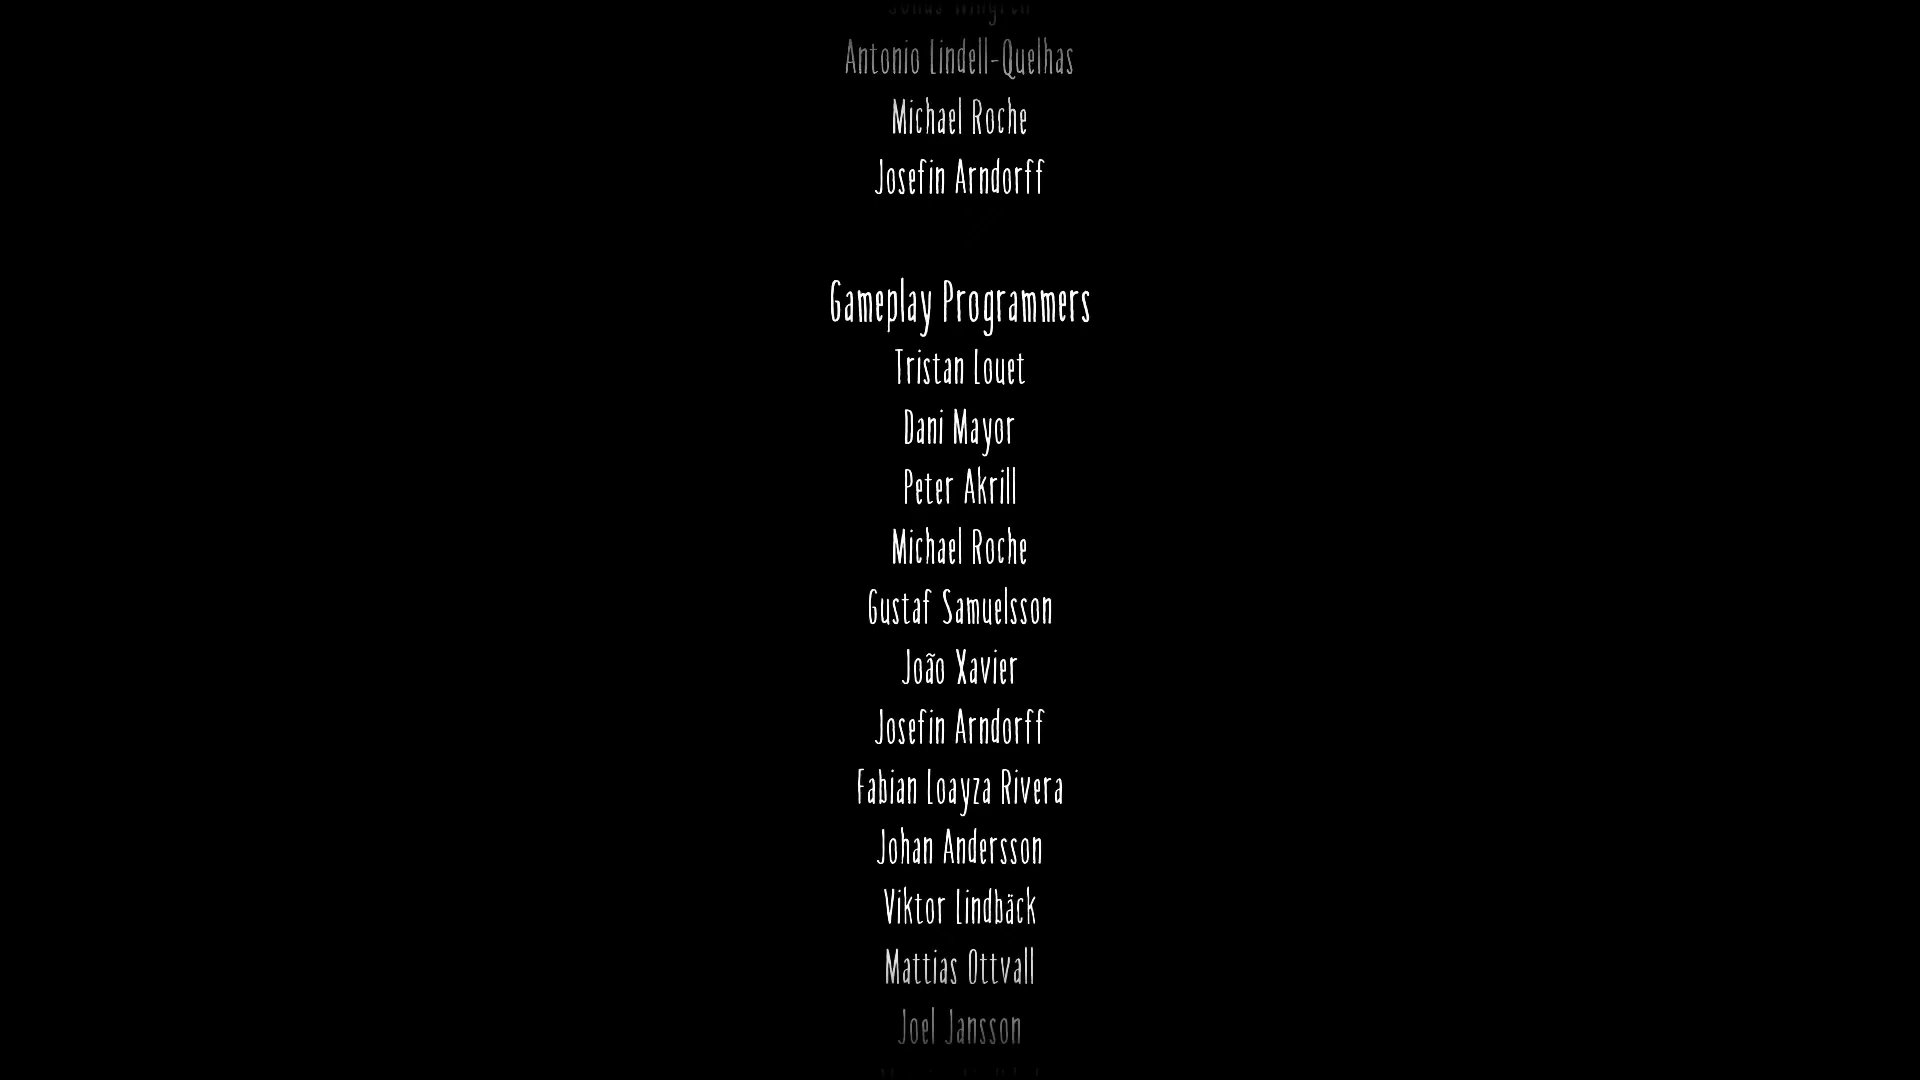 Antonio Lindell-Quelhas
Michael Roche
Josefin Arndorff
Gameplay Programmers
Tristan Louet
Dani Mayor
Peter Akrill
Michael Roche
Gustaf Samuelsson
João Xavier
Josefin Arndorff
Fabian Loayza Rivera
Johan Andersson
Viktor Lindbäck
Mattias Ottvall
Joel Jansson